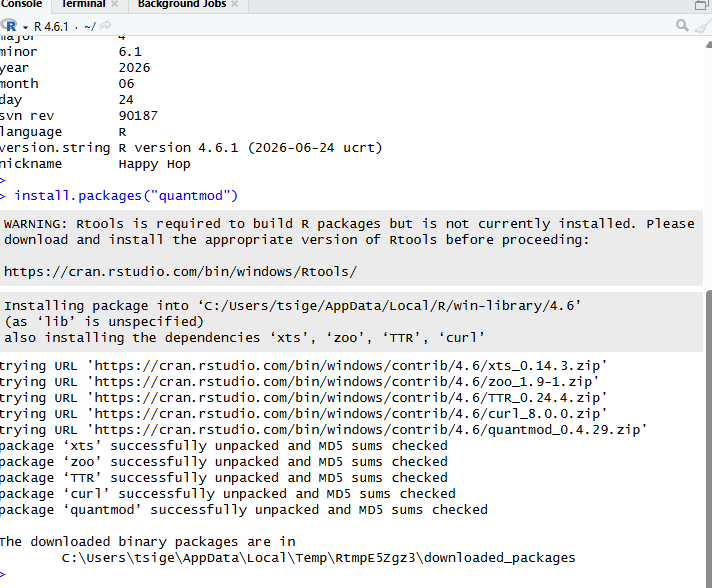 Console Terminal Background Jobs
R 4.6.1 · ~/
major 4
minor 6.1
year 2026
month 06
day 24
svn rev 90187
language R
version.string R version 4.6.1 (2026-06-24 ucrt)
nickname Happy Hop
>
> install.packages("quantmod")
WARNING: Rtools is required to build R packages but is not currently installed. Please
download and install the appropriate version of Rtools before proceeding:
https://cran.rstudio.com/bin/windows/Rtools/
Installing package into ‘C:/Users/tsige/AppData/Local/R/win-library/4.6’
(as ‘lib’ is unspecified)
also installing the dependencies ‘xts’, ‘zoo’, ‘TTR’, ‘curl’
trying URL 'https://cran.rstudio.com/bin/windows/contrib/4.6/xts_0.14.3.zip'
trying URL 'https://cran.rstudio.com/bin/windows/contrib/4.6/zoo_1.9-1.zip'
trying URL 'https://cran.rstudio.com/bin/windows/contrib/4.6/TTR_0.24.4.zip'
trying URL 'https://cran.rstudio.com/bin/windows/contrib/4.6/curl_8.0.0.zip'
trying URL 'https://cran.rstudio.com/bin/windows/contrib/4.6/quantmod_0.4.29.zip'
package ‘xts’ successfully unpacked and MD5 sums checked
package ‘zoo’ successfully unpacked and MD5 sums checked
package ‘TTR’ successfully unpacked and MD5 sums checked
package ‘curl’ successfully unpacked and MD5 sums checked
package ‘quantmod’ successfully unpacked and MD5 sums checked
The downloaded binary packages are in
C:\Users\tsige\AppData\Local\Temp\RtmpE5Zgz3\downloaded_packages
>